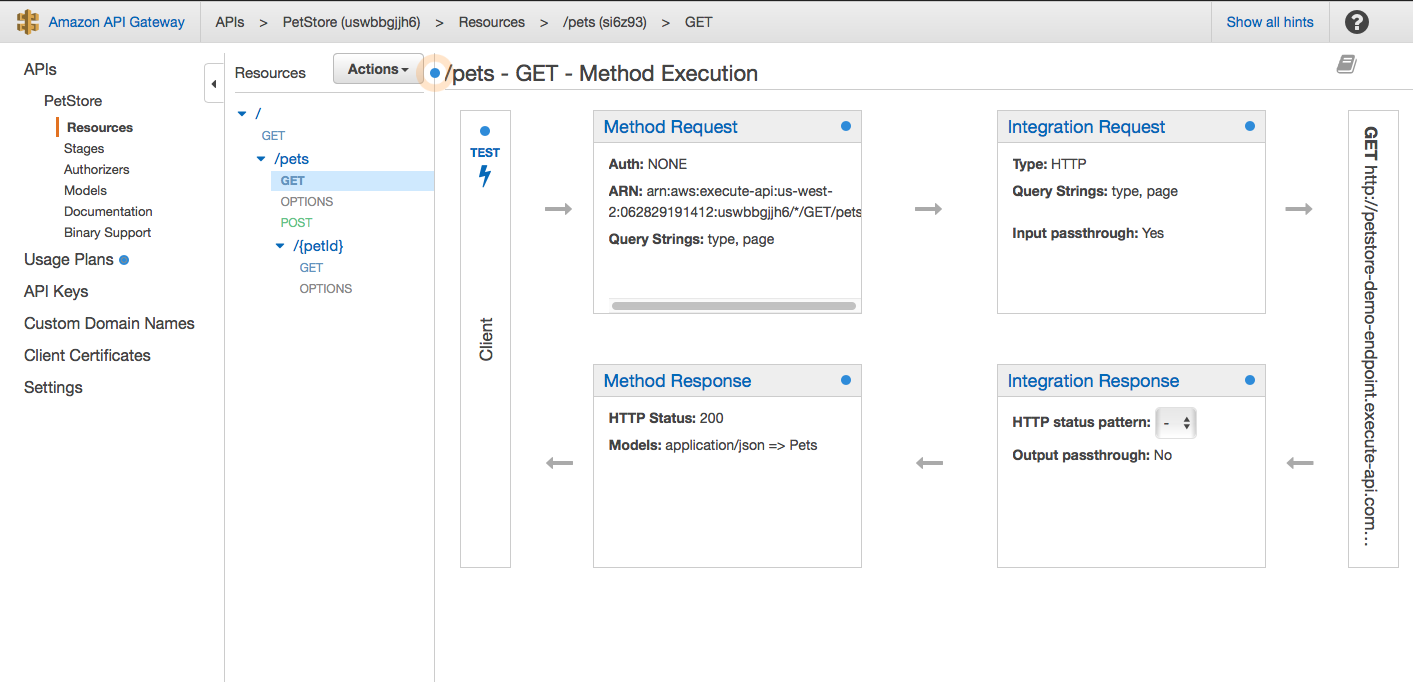 Amazon API Gateway
APIs > PetStore (uswbbgjjh6) > Resources > /pets (si6z93) > GET
Show all hints
?
APIs
PetStore
Resources
Stages
Authorizers
Models
Documentation
Binary Support
Usage Plans
API Keys
Custom Domain Names
Client Certificates
Settings
Resources
Actions
/
GET
/pets
GET
OPTIONS
POST
/{petId}
GET
OPTIONS
/pets - GET - Method Execution
TEST
Client
Method Request
Auth: NONE
ARN: arn:aws:execute-api:us-west-
2:062829191412:uswbbgjjh6/*/GET/pets
Query Strings: type, page
Integration Request
Type: HTTP
Query Strings: type, page
Input passthrough: Yes
Method Response
HTTP Status: 200
Models: application/json => Pets
Integration Response
HTTP status pattern: -
Output passthrough: No
GET http://petstore-demo-endpoint.execute-api.com...